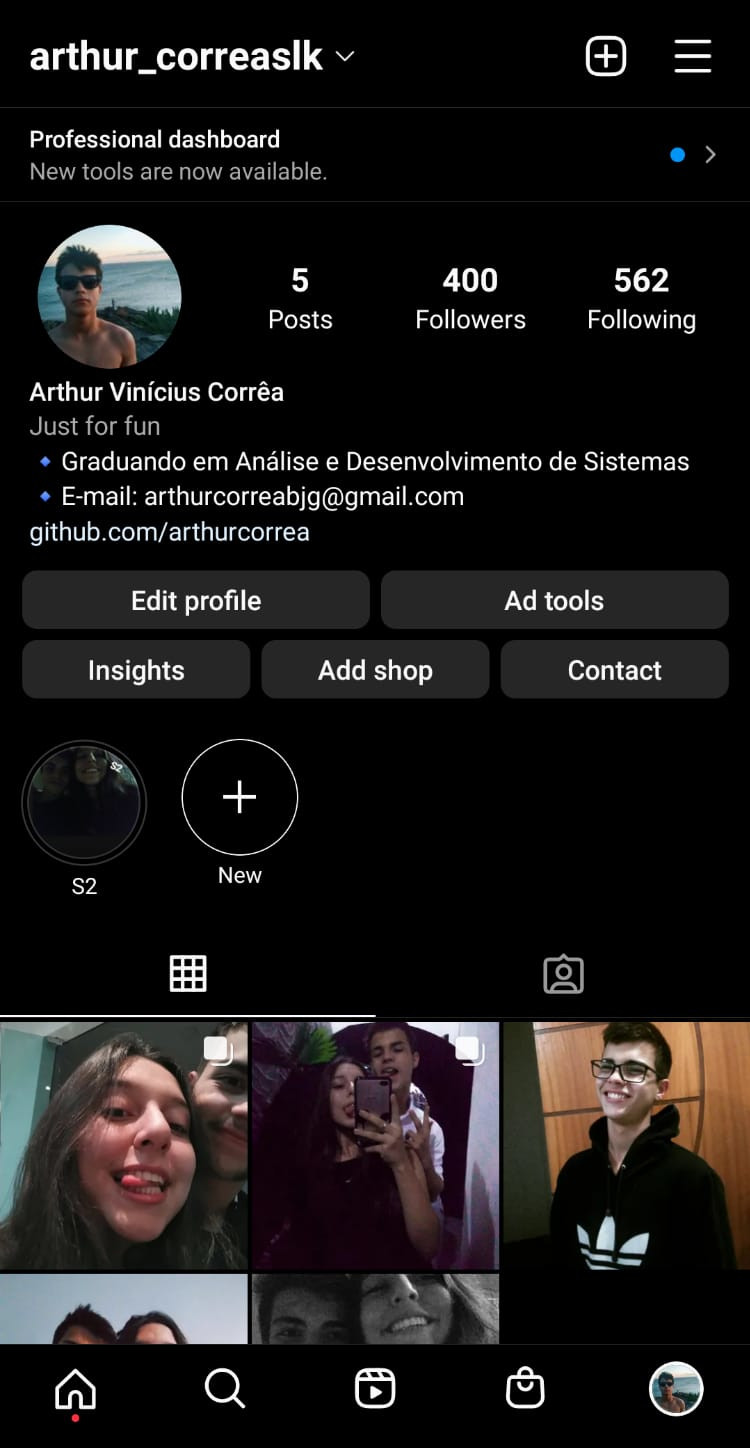 arthur_correaslk
Professional dashboard
New tools are now available.
5 400 562
Posts Followers Following
Arthur Vinícius Corrêa
Just for fun
Graduando em Análise e Desenvolvimento de Sistemas
E-mail: arthurcorreabjg@gmail.com
github.com/arthurcorrea
Edit profile Ad tools
Insights Add shop Contact
S2
S2 New